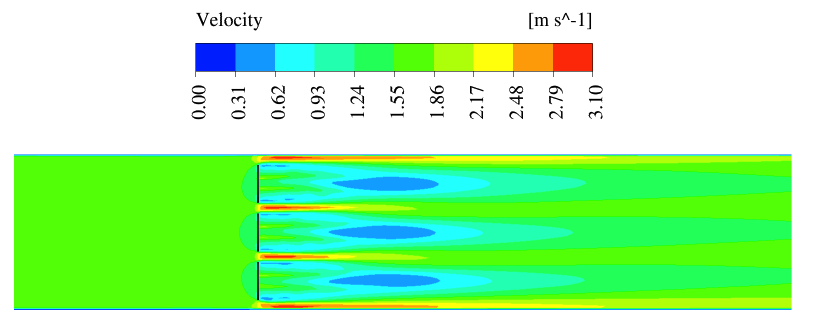 Velocity [m s^-1]
0.00 0.31 0.62 0.93 1.24 1.55 1.86 2.17 2.48 2.79 3.10